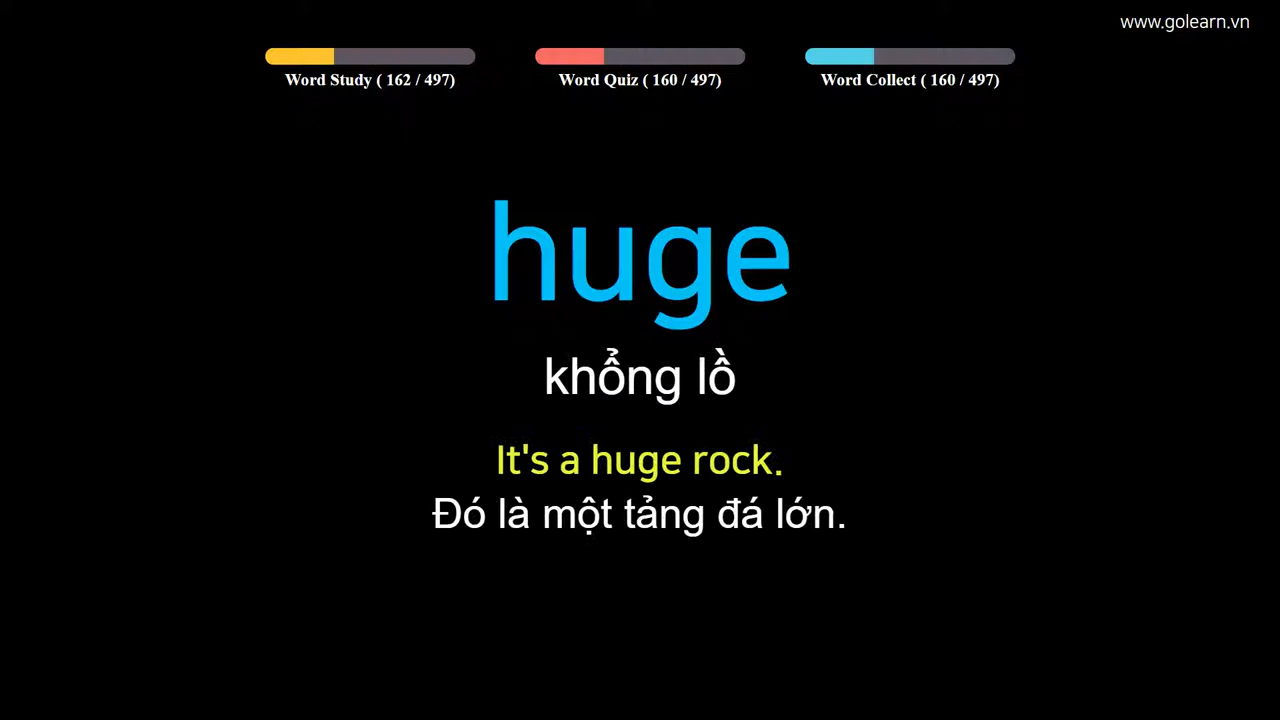 www.golearn.vn
Word Study ( 162 / 497)
Word Quiz ( 160 / 497)
Word Collect ( 160 / 497)
huge
khổng lồ
It's a huge rock.
Đó là một tảng đá lớn.